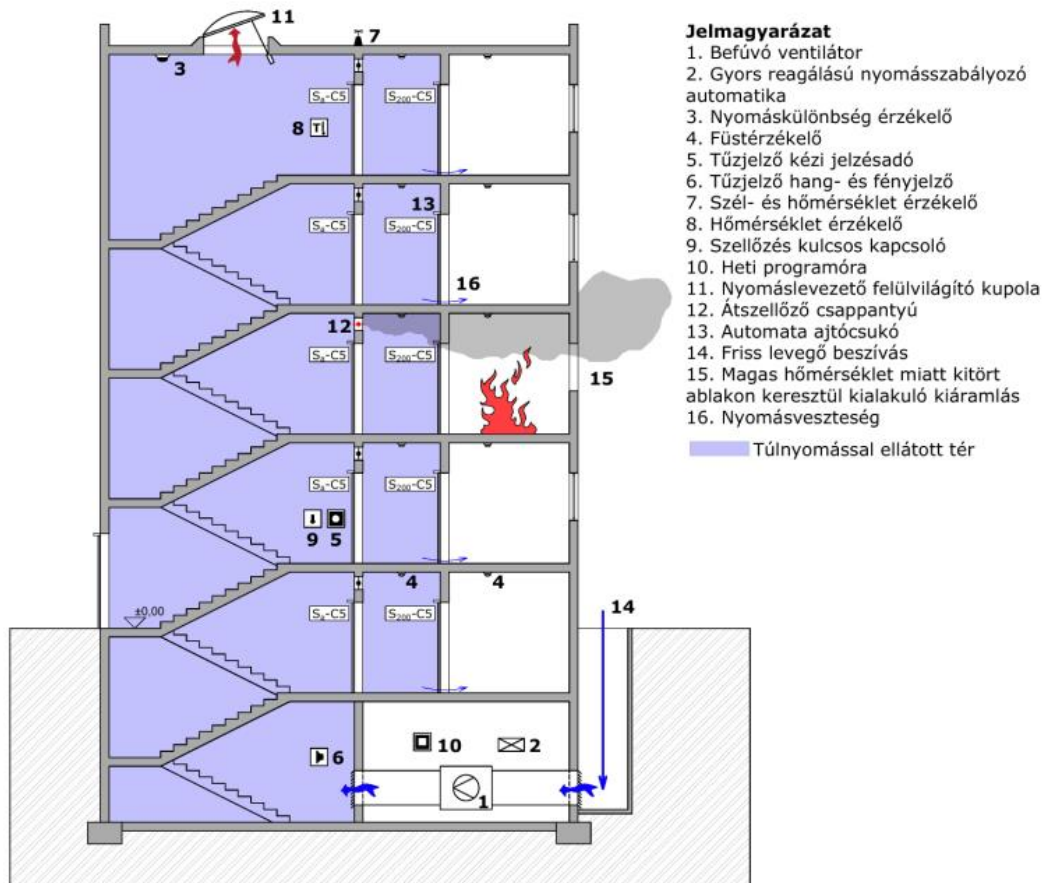 11
7
3
Sa-C5
S200-C5
8
T
Sa-C5
13
S200-C5
16
12
Sa-C5
S200-C5
15
Sa-C5
S200-C5
9
5
4
4
±0,00
Sa-C5
S200-C5
14
6
10
2
1
Jelmagyarázat
1. Befúvó ventilátor
2. Gyors reagálású nyomásszabályozó
automatika
3. Nyomáskülönbség érzékelő
4. Füstérzékelő
5. Tűzjelző kézi jelzésadó
6. Tűzjelző hang- és fényjelző
7. Szél- és hőmérséklet érzékelő
8. Hőmérséklet érzékelő
9. Szellőzés kulcsos kapcsoló
10. Heti programóra
11. Nyomáslevezető felülvilágító kupola
12. Átszellőző csappantyú
13. Automata ajtócsukó
14. Friss levegő beszívás
15. Magas hőmérséklet miatt kitört
ablakon keresztül kialakuló kiáramlás
16. Nyomásveszteség
Túlnyomással ellátott tér